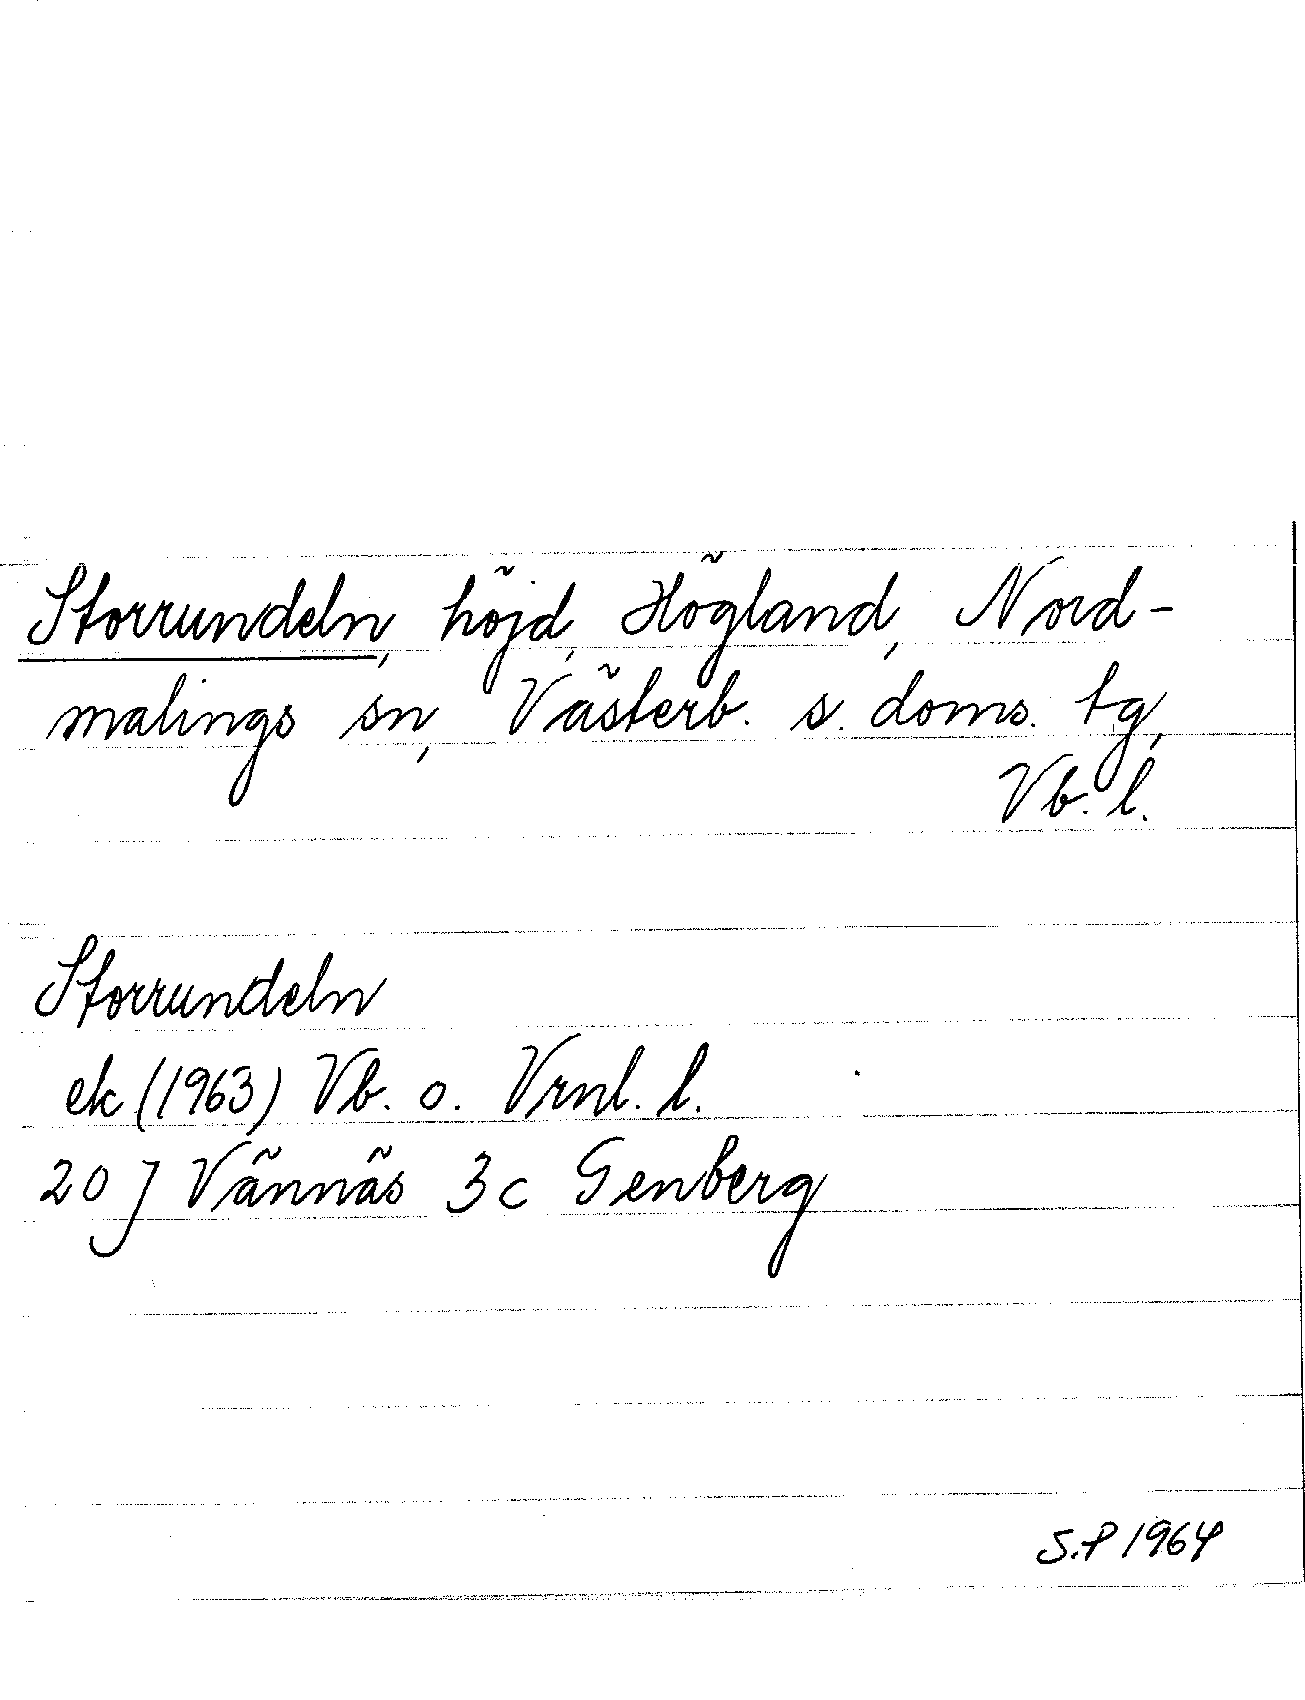 Storrundeln, höjd, Högland, Nord-
malings sn, Västerb. s. doms. tg,
Vb. l.
Storrundeln
ek (1963) Vb. o. Vrnl. l.
20 J Vännäs 3c Genberg
S.P 1964